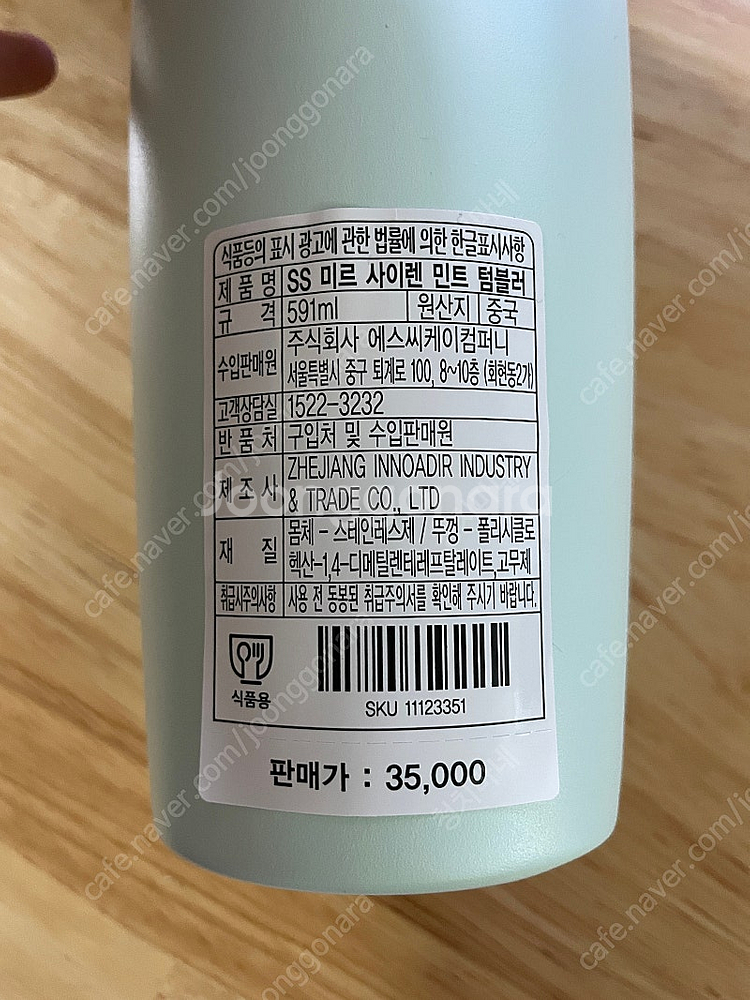 식품등의 표시 광고에 관한 법률에 의한 한글표시사항
제 품 명 SS 미르 사이렌 민트 텀블러
규 격 591ml 원산지 중국
수입판매원 주식회사 에스씨케이컴퍼니
서울특별시 중구 퇴계로 100, 8~10층 (회현동2가)
고객상담실 1522-3232
반 품 처 구입처 및 수입판매원
제 조 사 ZHEJIANG INNOADIR INDUSTRY
& TRADE CO., LTD
재 질 몸체 - 스테인레스제 / 뚜껑 - 폴리시클로
헥산-1,4-디메틸렌테레프탈레이트,고무제
취급시주의사항 사용 전 동봉된 취급주의서를 확인해 주시기 바랍니다.
식품용
SKU 11123351
판매가 : 35,000
joonggonara
cafe.naver.com/joonggonara